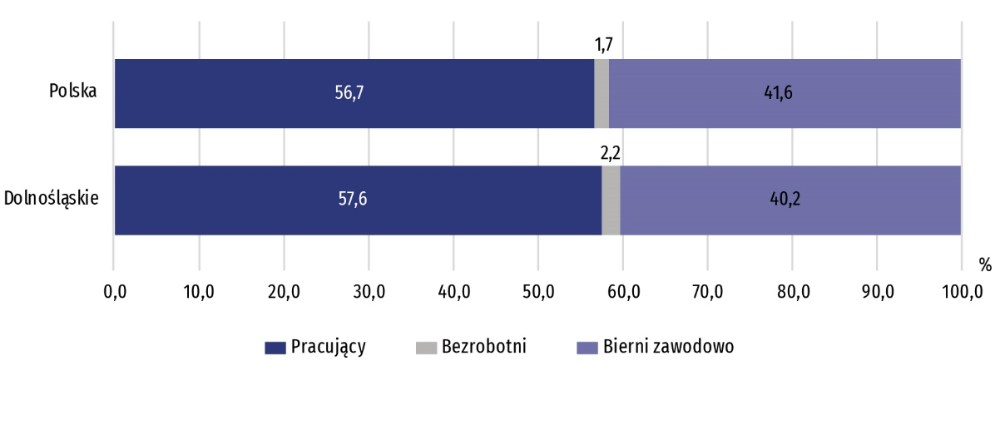 1,7
Polska 56,7 41,6
2,2
Dolnośląskie 57,6 40,2
%
0,0 10,0 20,0 30,0 40,0 50,0 60,0 70,0 80,0 90,0 100,0
Pracujący Bezrobotni Bierni zawodowo